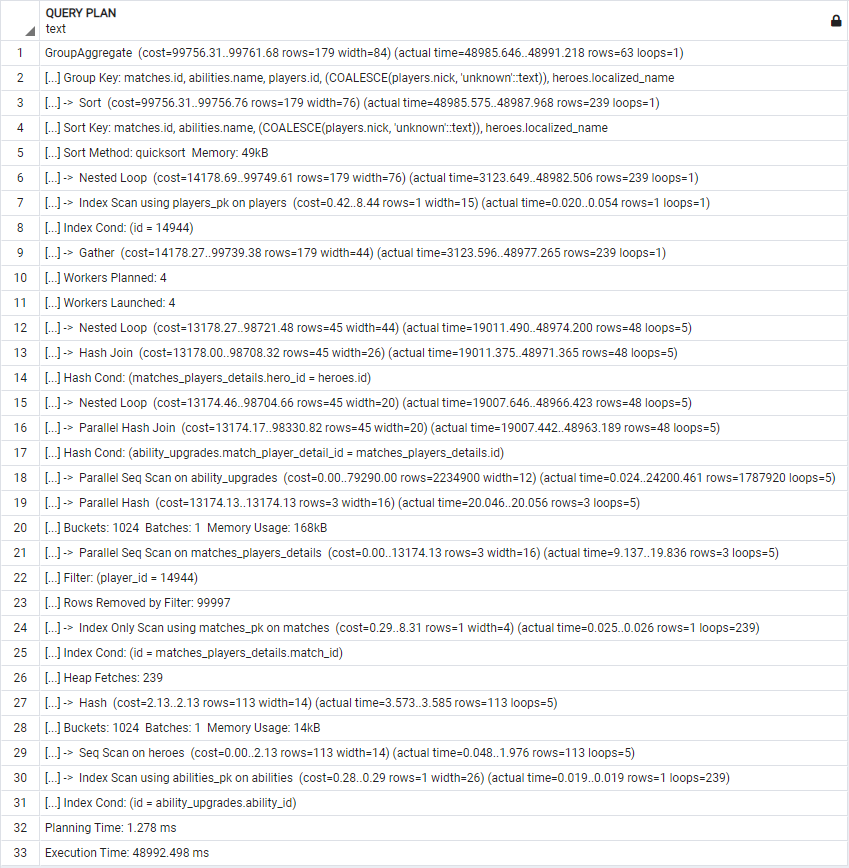 QUERY PLAN
text
1 GroupAggregate (cost=99756.31..99761.68 rows=179 width=84) (actual time=48985.646..48991.218 rows=63 loops=1)
2 [...] Group Key: matches.id, abilities.name, players.id, (COALESCE(players.nick, 'unknown'::text)), heroes.localized_name
3 [...] -> Sort (cost=99756.31..99756.76 rows=179 width=76) (actual time=48985.575..48987.968 rows=239 loops=1)
4 [...] Sort Key: matches.id, abilities.name, (COALESCE(players.nick, 'unknown'::text)), heroes.localized_name
5 [...] Sort Method: quicksort Memory: 49kB
6 [...] -> Nested Loop (cost=14178.69..99749.61 rows=179 width=76) (actual time=3123.649..48982.506 rows=239 loops=1)
7 [...] -> Index Scan using players_pk on players (cost=0.42..8.44 rows=1 width=15) (actual time=0.020..0.054 rows=1 loops=1)
8 [...] Index Cond: (id = 14944)
9 [...] -> Gather (cost=14178.27..99739.38 rows=179 width=44) (actual time=3123.596..48977.265 rows=239 loops=1)
10 [...] Workers Planned: 4
11 [...] Workers Launched: 4
12 [...] -> Nested Loop (cost=13178.27..98721.48 rows=45 width=44) (actual time=19011.490..48974.200 rows=48 loops=5)
13 [...] -> Hash Join (cost=13178.00..98708.32 rows=45 width=26) (actual time=19011.375..48971.365 rows=48 loops=5)
14 [...] Hash Cond: (matches_players_details.hero_id = heroes.id)
15 [...] -> Nested Loop (cost=13174.46..98704.66 rows=45 width=20) (actual time=19007.646..48966.423 rows=48 loops=5)
16 [...] -> Parallel Hash Join (cost=13174.17..98330.82 rows=45 width=20) (actual time=19007.442..48963.189 rows=48 loops=5)
17 [...] Hash Cond: (ability_upgrades.match_player_detail_id = matches_players_details.id)
18 [...] -> Parallel Seq Scan on ability_upgrades (cost=0.00..79290.00 rows=2234900 width=12) (actual time=0.024..24200.461 rows=1787920 loops=5)
19 [...] -> Parallel Hash (cost=13174.13..13174.13 rows=3 width=16) (actual time=20.046..20.056 rows=3 loops=5)
20 [...] Buckets: 1024 Batches: 1 Memory Usage: 168kB
21 [...] -> Parallel Seq Scan on matches_players_details (cost=0.00..13174.13 rows=3 width=16) (actual time=9.137..19.836 rows=3 loops=5)
22 [...] Filter: (player_id = 14944)
23 [...] Rows Removed by Filter: 99997
24 [...] -> Index Only Scan using matches_pk on matches (cost=0.29..8.31 rows=1 width=4) (actual time=0.025..0.026 rows=1 loops=239)
25 [...] Index Cond: (id = matches_players_details.match_id)
26 [...] Heap Fetches: 239
27 [...] -> Hash (cost=2.13..2.13 rows=113 width=14) (actual time=3.573..3.585 rows=113 loops=5)
28 [...] Buckets: 1024 Batches: 1 Memory Usage: 14kB
29 [...] -> Seq Scan on heroes (cost=0.00..2.13 rows=113 width=14) (actual time=0.048..1.976 rows=113 loops=5)
30 [...] -> Index Scan using abilities_pk on abilities (cost=0.28..0.29 rows=1 width=26) (actual time=0.019..0.019 rows=1 loops=239)
31 [...] Index Cond: (id = ability_upgrades.ability_id)
32 Planning Time: 1.278 ms
33 Execution Time: 48992.498 ms